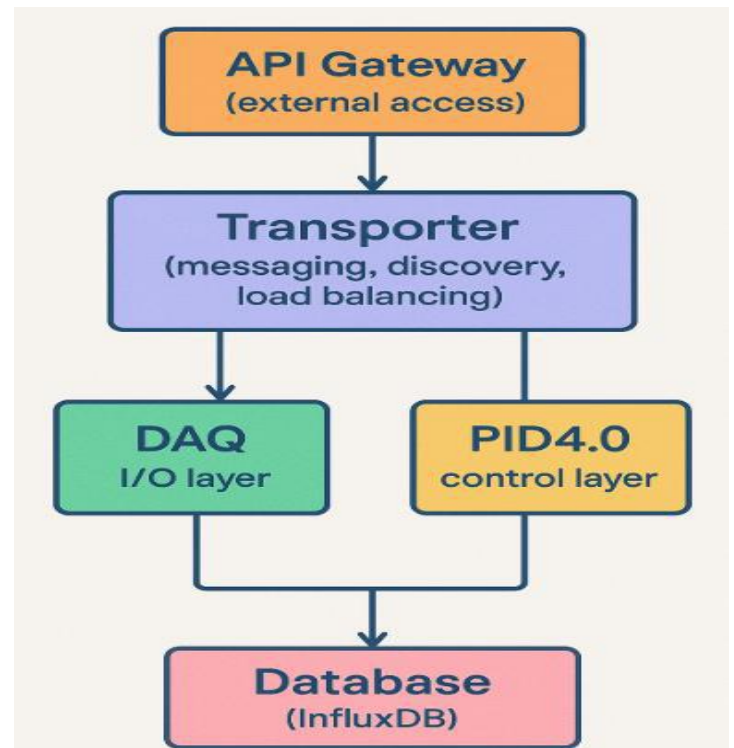 API Gateway
(external access)
Transporter
(messaging, discovery,
load balancing)
DAQ
I/O layer
PID4.0
control layer
Database
(InfluxDB)